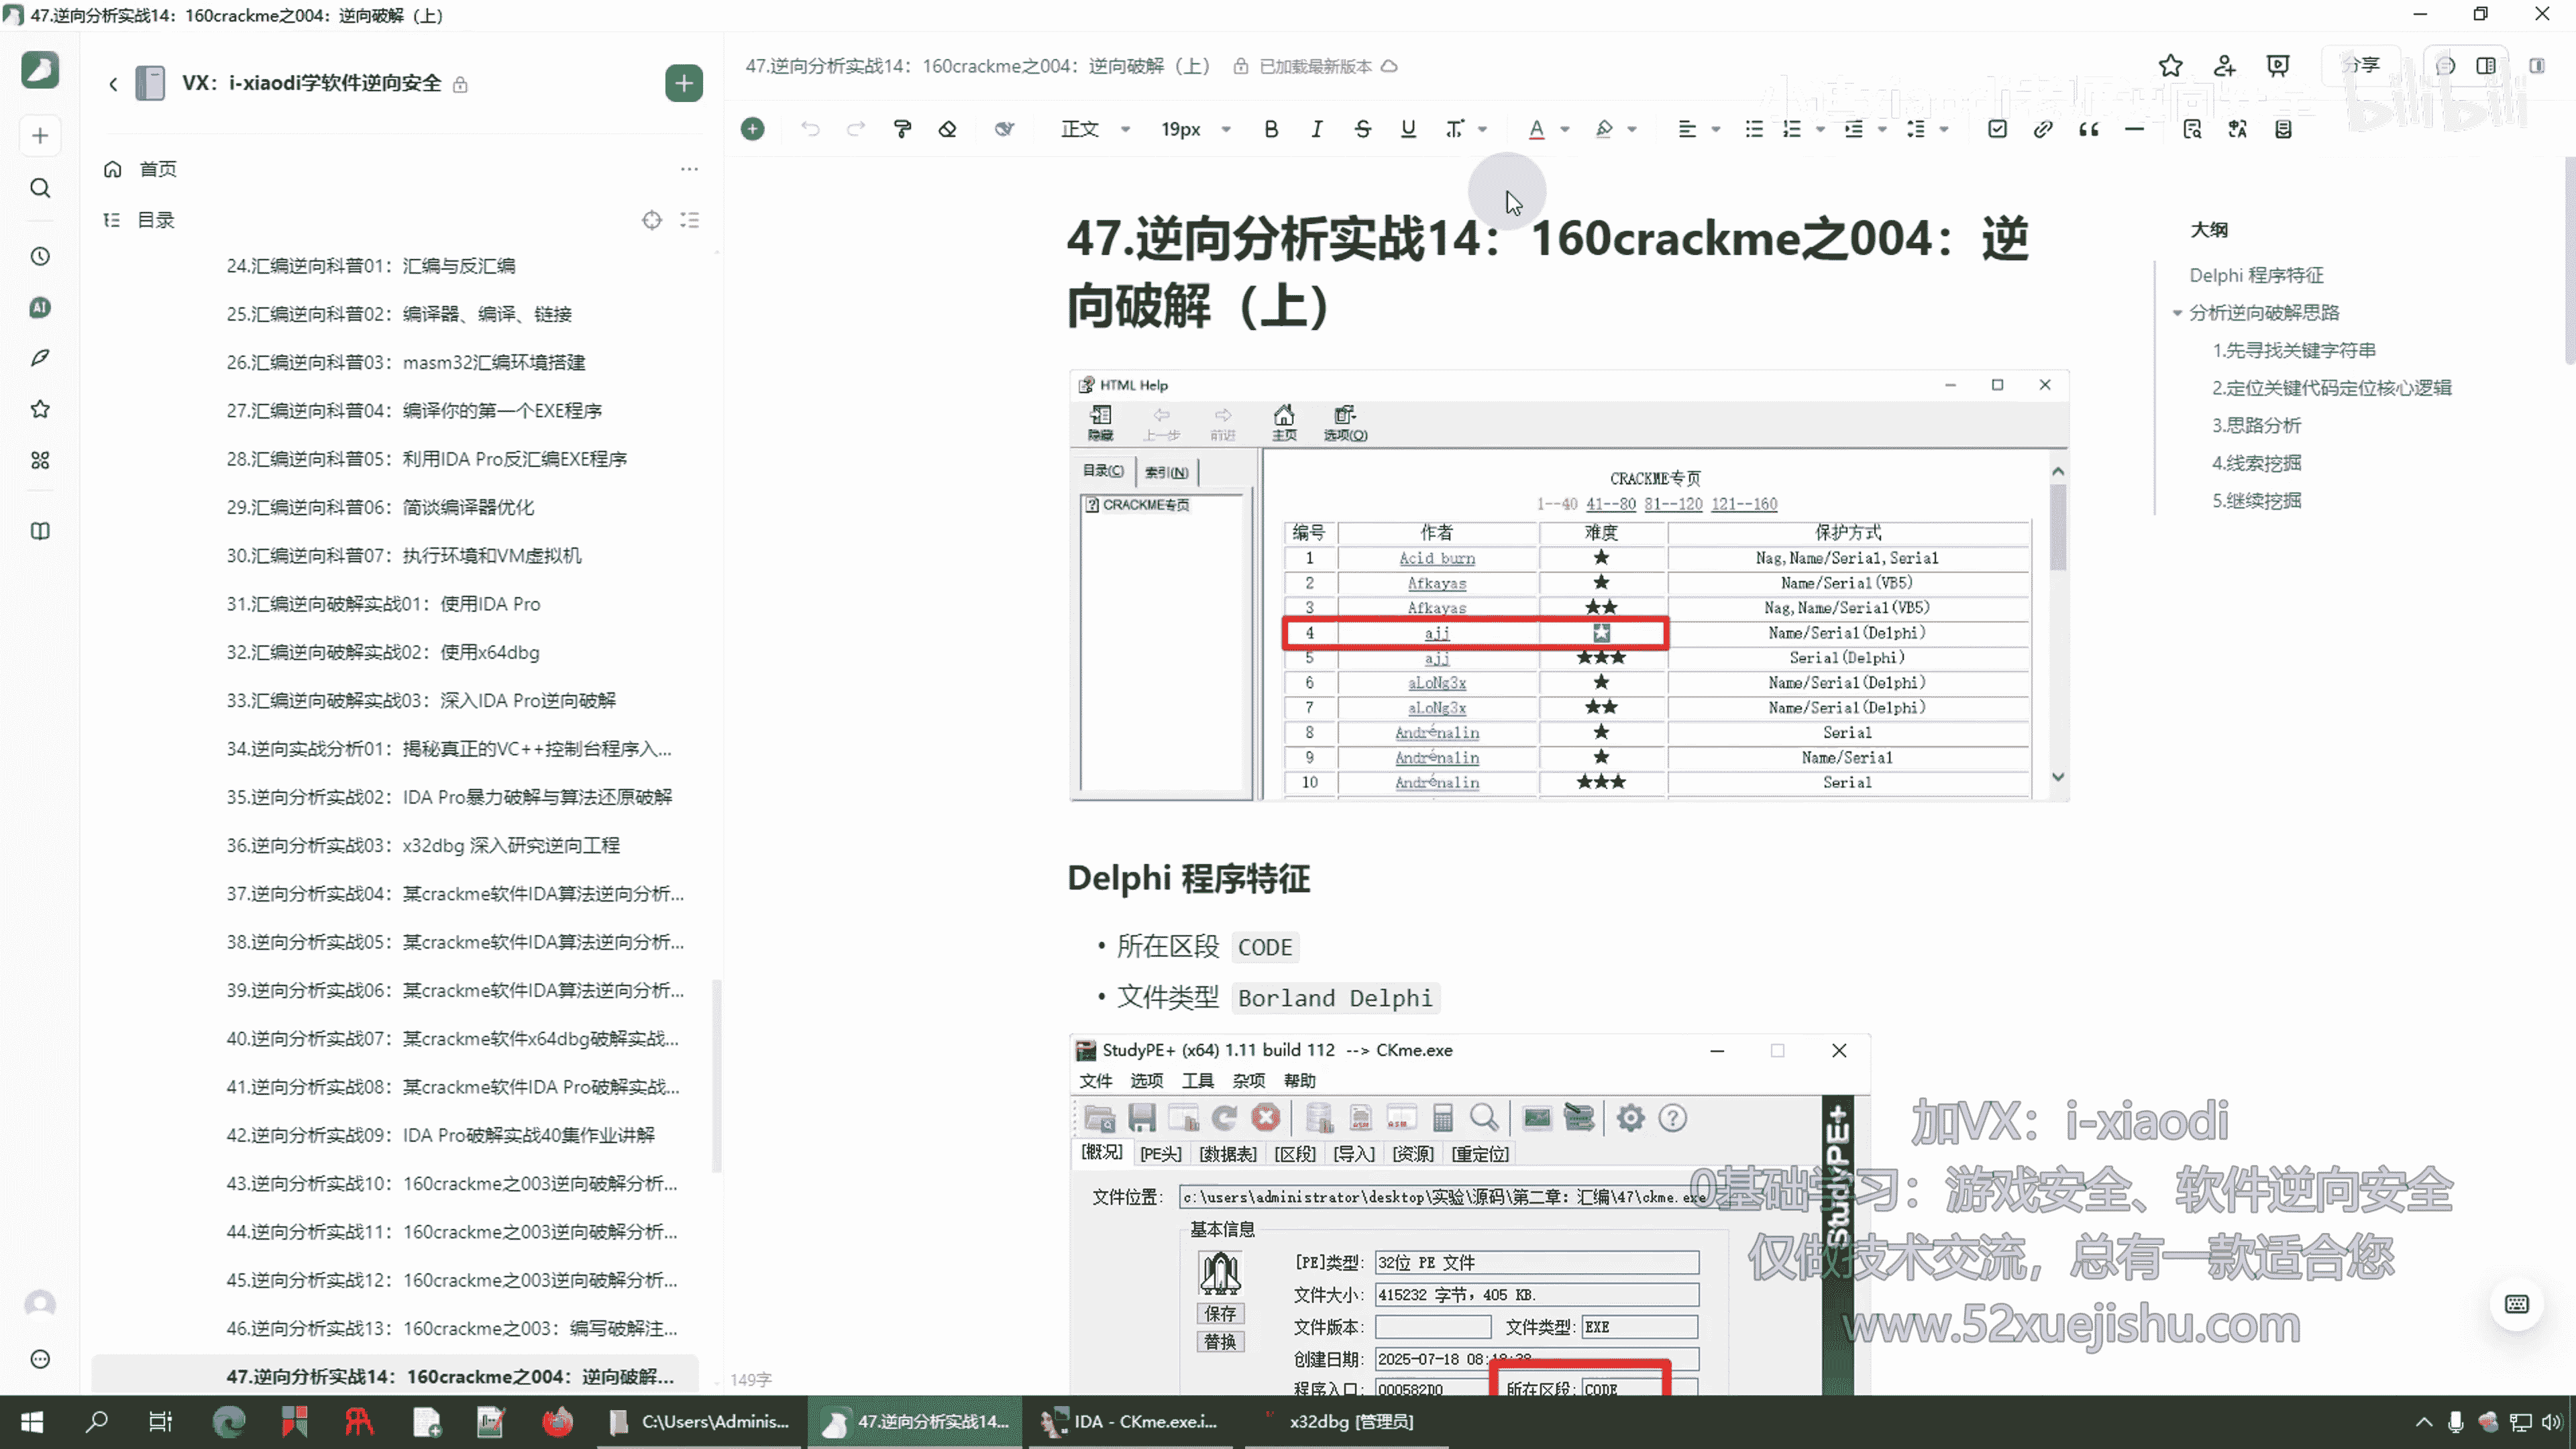 47.逆向分析实战14：160crackme之004：逆向破解（上）
VX：i-xiaodi学软件逆向安全
首页
目录
24.汇编逆向科普01：汇编与反汇编
25.汇编逆向科普02：编译器、编译、链接
26.汇编逆向科普03：masm32汇编环境搭建
27.汇编逆向科普04：编译你的第一个EXE程序
28.汇编逆向科普05：利用IDA Pro反汇编EXE程序
29.汇编逆向科普06：简谈编译器优化
30.汇编逆向科普07：执行环境和VM虚拟机
31.汇编逆向破解实战01：使用IDA Pro
32.汇编逆向破解实战02：使用x64dbg
33.汇编逆向破解实战03：深入IDA Pro逆向破解
34.逆向实战分析01：揭秘真正的VC++控制台程序入...
35.逆向分析实战02：IDA Pro暴力破解与算法还原破解
36.逆向分析实战03：x32dbg 深入研究逆向工程
37.逆向分析实战04：某crackme软件IDA算法逆向分析...
38.逆向分析实战05：某crackme软件IDA算法逆向分析...
39.逆向分析实战06：某crackme软件IDA算法逆向分析...
40.逆向分析实战07：某crackme软件x64dbg破解实战...
41.逆向分析实战08：某crackme软件IDA Pro破解实战...
42.逆向分析实战09：IDA Pro破解实战40集作业讲解
43.逆向分析实战10：160crackme之003逆向破解分析...
44.逆向分析实战11：160crackme之003逆向破解分析...
45.逆向分析实战12：160crackme之003逆向破解分析...
46.逆向分析实战13：160crackme之003：编写破解注...
47.逆向分析实战14：160crackme之004：逆向破解...
AI
47.逆向分析实战14：160crackme之004：逆向破解（上） 已加载最新版本
分享
bilibili
正文 19px
47.逆向分析实战14：160crackme之004：逆
向破解（上）
HTML Help
隐藏 上一步 前进 主页 选项(O)
目录(C) 索引(N)
CRACKME专页
CRACKME专页
1--40 41--80 81--120 121--160
编号 作者 难度 保护方式
1 Acid burn ★ Nag,Name/Serial,Serial
2 Afkayas ★ Name/Serial(VB5)
3 Afkayas ★★ Nag,Name/Serial(VB5)
4 ajj ★ Name/Serial(Delphi)
5 ajj ★★★ Serial(Delphi)
6 aLoNg3x ★ Name/Serial(Delphi)
7 aLoNg3x ★★ Name/Serial(Delphi)
8 Andrénalin ★ Serial
9 Andrénalin ★ Name/Serial
10 Andrénalin ★★★ Serial
Delphi 程序特征
• 所在区段 CODE
• 文件类型 Borland Delphi
StudyPE+ (x64) 1.11 build 112 --> CKme.exe
文件 选项 工具 杂项 帮助
[概况] [PE头] [数据表] [区段] [导入] [资源] [重定位]
文件位置： c:\users\administrator\desktop\实验\源码\第二章：汇编\47\ckme.exe
基本信息
保存
替换
[PE]类型： 32位 PE 文件
文件大小： 415232 字节，405 KB.
文件版本： 文件类型: EXE
创建日期： 2025-07-18 08:18:38
程序入口： 000582D0 所在区段: CODE
StudyPE+
大纲
Delphi 程序特征
分析逆向破解思路
1.先寻找关键字符串
2.定位关键代码定位核心逻辑
3.思路分析
4.线索挖掘
5.继续挖掘
加VX：i-xiaodi
0基础学习：游戏安全、软件逆向安全
仅做技术交流，总有一款适合您
www.52xuejishu.com
149字
C:\Users\Adminis...
47.逆向分析实战14...
IDA - CKme.exe.i...
x32dbg [管理员]